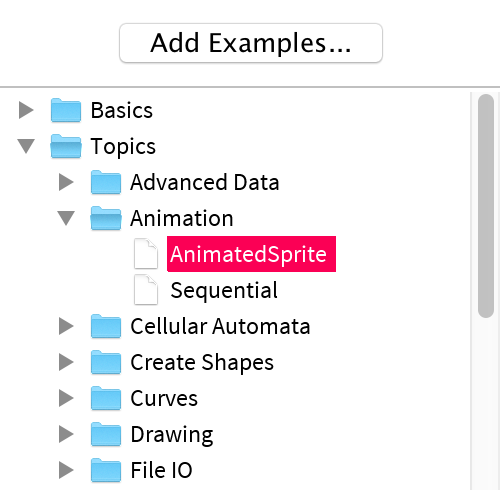 Add Examples...
Basics
Topics
Advanced Data
Animation
AnimatedSprite
Sequential
Cellular Automata
Create Shapes
Curves
Drawing
File IO